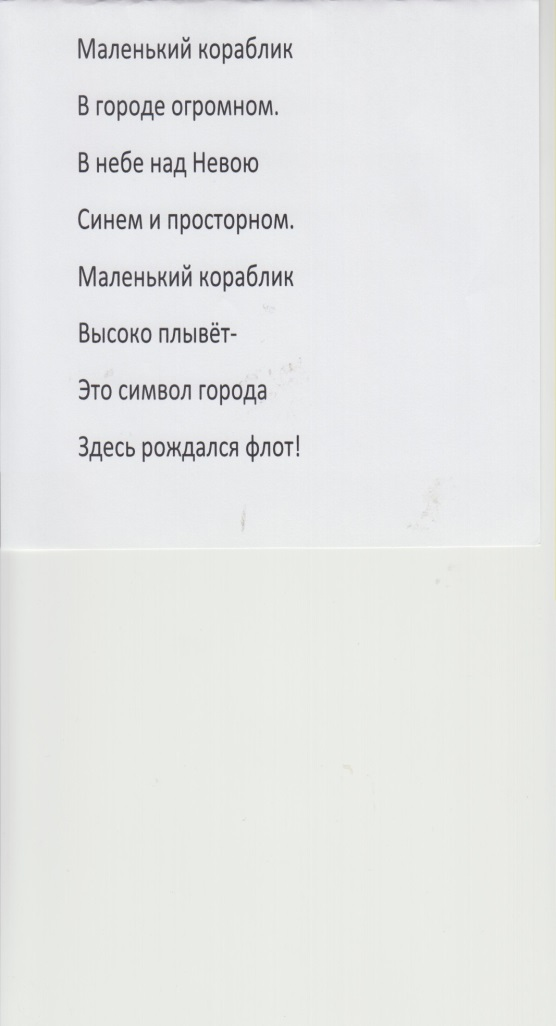 Маленький кораблик
В городе огромном.
В небе над Невою
Синем и просторном.
Маленький кораблик
Высоко плывёт-
Это символ города
Здесь рождался флот!